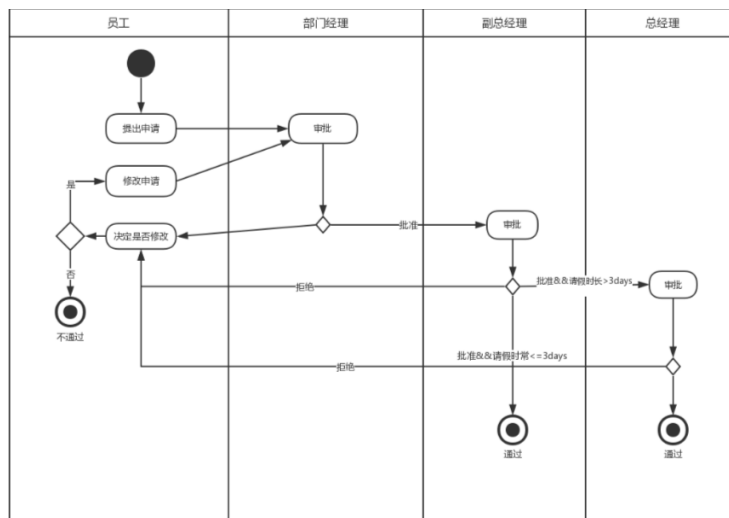 员工
部门经理
副总经理
总经理
提出申请
审批
是
修改申请
决定是否修改
批准
审批
否
拒绝
批准&&请假时长>3days
审批
不通过
批准&&请假时常<=3days
拒绝
通过
通过